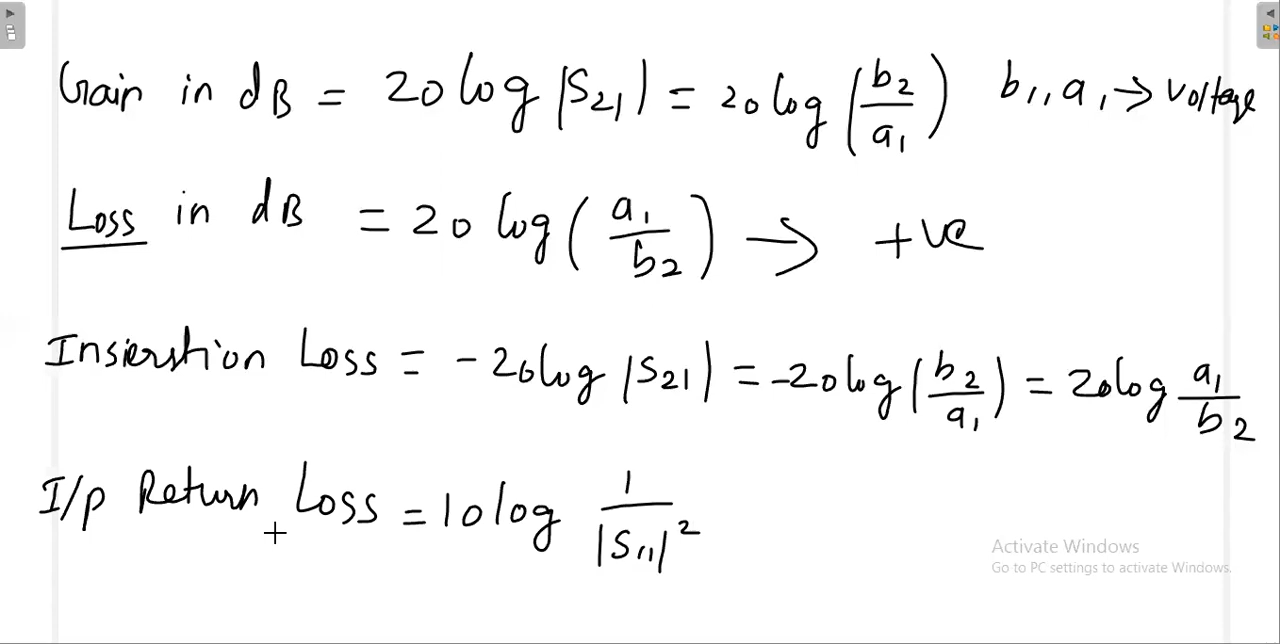 Gain in dB = 20 log |S21| = 20 log (b2/a1) b1, a1 → voltage
Loss in dB = 20 log (a1/b2) → +ve
Insierstion Loss = -20 log |S21| = -20 log (b2/a1) = 20 log a1/b2
I/p Return Loss = 10 log 1/|S11|²
Activate Windows
Go to PC settings to activate Windows.